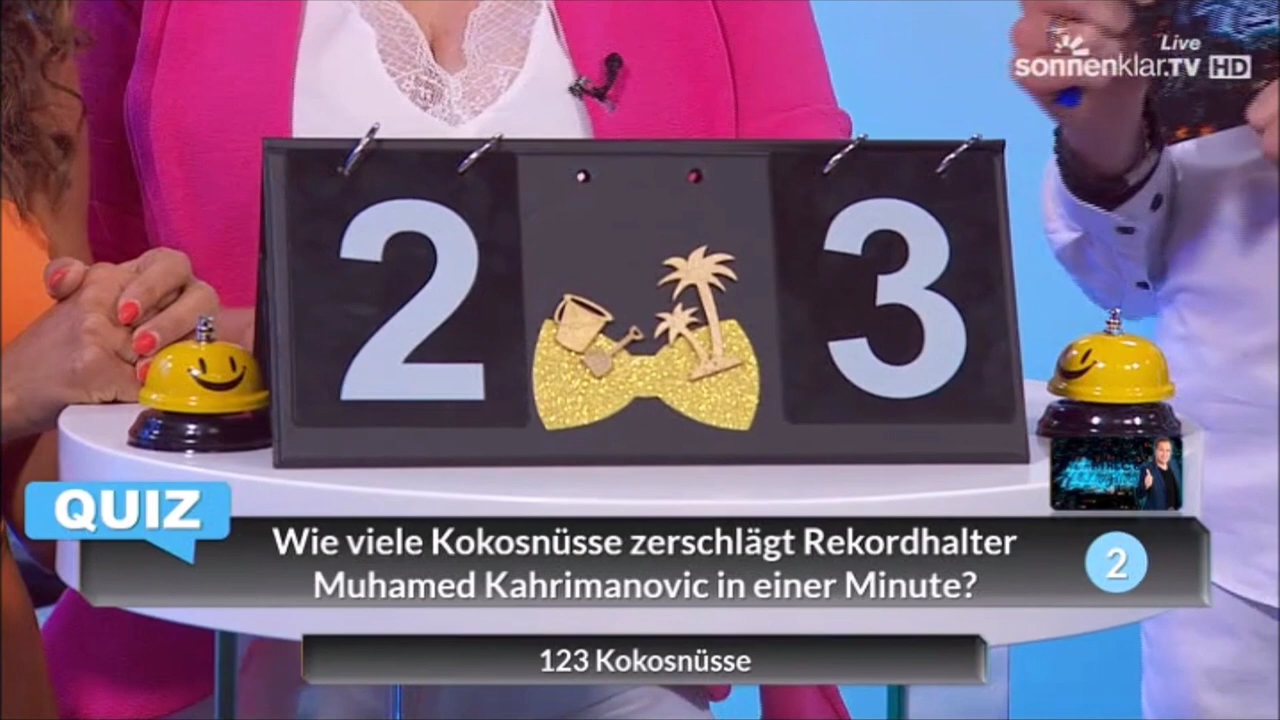 Live
sonnenklar.TV HD
2 3
QUIZ
Wie viele Kokosnüsse zerschlägt Rekordhalter
Muhamed Kahrimanovic in einer Minute?
2
123 Kokosnüsse